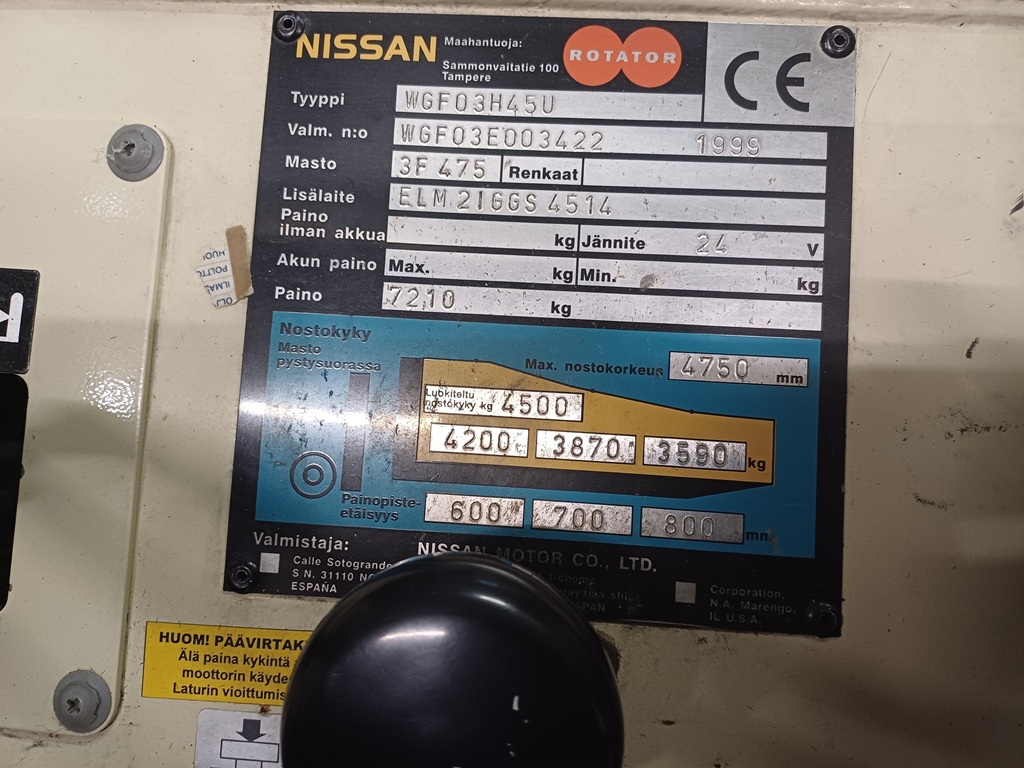 NISSAN
Maahantuoja:
Sammonvaitatie 100
Tampere
ROTATOR
CE
Tyyppi WGF03H45U
Valm. n:o WGF03E003422 1999
Masto 3F 475 Renkaat
Lisälaite ELM 21GGS 4514
Paino
ilman akkua kg Jännite 24 V
Akun paino Max. kg Min. kg
Paino 7210 kg
Nostokyky
Masto
pystysuorassa
Max. nostokorkeus 4750 mm
Luokiteltu
nostokyky kg 4500
4200 3870 3590 kg
Painopiste-
etäisyys
600 700 800 mm
Valmistaja: NISSAN MOTOR CO., LTD.
Calle Sotogrande
S N. 31110
ESPAÑA
Corporation,
N.A. Marengo,
IL U.S.A.
HUOM! PÄÄVIRTAK
Älä paina kykintä
moottorin käyde
Laturin vioittumis